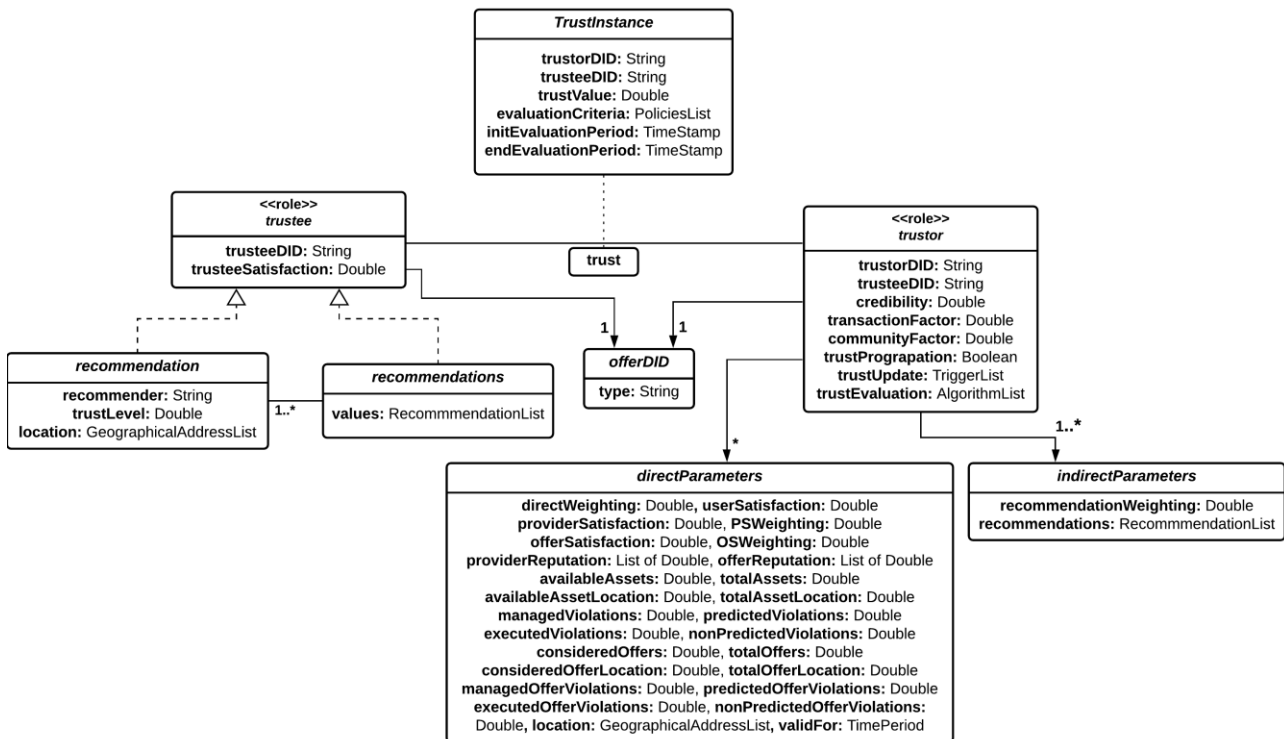 TrustInstance
trustorDID: String
trusteeDID: String
trustValue: Double
evaluationCriteria: PoliciesList
initEvaluationPeriod: TimeStamp
endEvaluationPeriod: TimeStamp
<<role>>
trustee
trusteeDID: String
trusteeSatisfaction: Double
trust
<<role>>
trustor
trustorDID: String
trusteeDID: String
credibility: Double
transactionFactor: Double
communityFactor: Double
trustPrograpation: Boolean
trustUpdate: TriggerList
trustEvaluation: AlgorithmList
1
1
offerDID
type: String
recommendation
recommender: String
trustLevel: Double
location: GeographicalAddressList
1..*
recommendations
values: RecommmendationList
*
1..*
directParameters
directWeighting: Double, userSatisfaction: Double
providerSatisfaction: Double, PSWeighting: Double
offerSatisfaction: Double, OSWeighting: Double
providerReputation: List of Double, offerReputation: List of Double
availableAssets: Double, totalAssets: Double
availableAssetLocation: Double, totalAssetLocation: Double
managedViolations: Double, predictedViolations: Double
executedViolations: Double, nonPredictedViolations: Double
consideredOffers: Double, totalOffers: Double
consideredOfferLocation: Double, totalOfferLocation: Double
managedOfferViolations: Double, predictedOfferViolations: Double
executedOfferViolations: Double, nonPredictedOfferViolations:
Double, location: GeographicalAddressList, validFor: TimePeriod
indirectParameters
recommendationWeighting: Double
recommendations: RecommmendationList